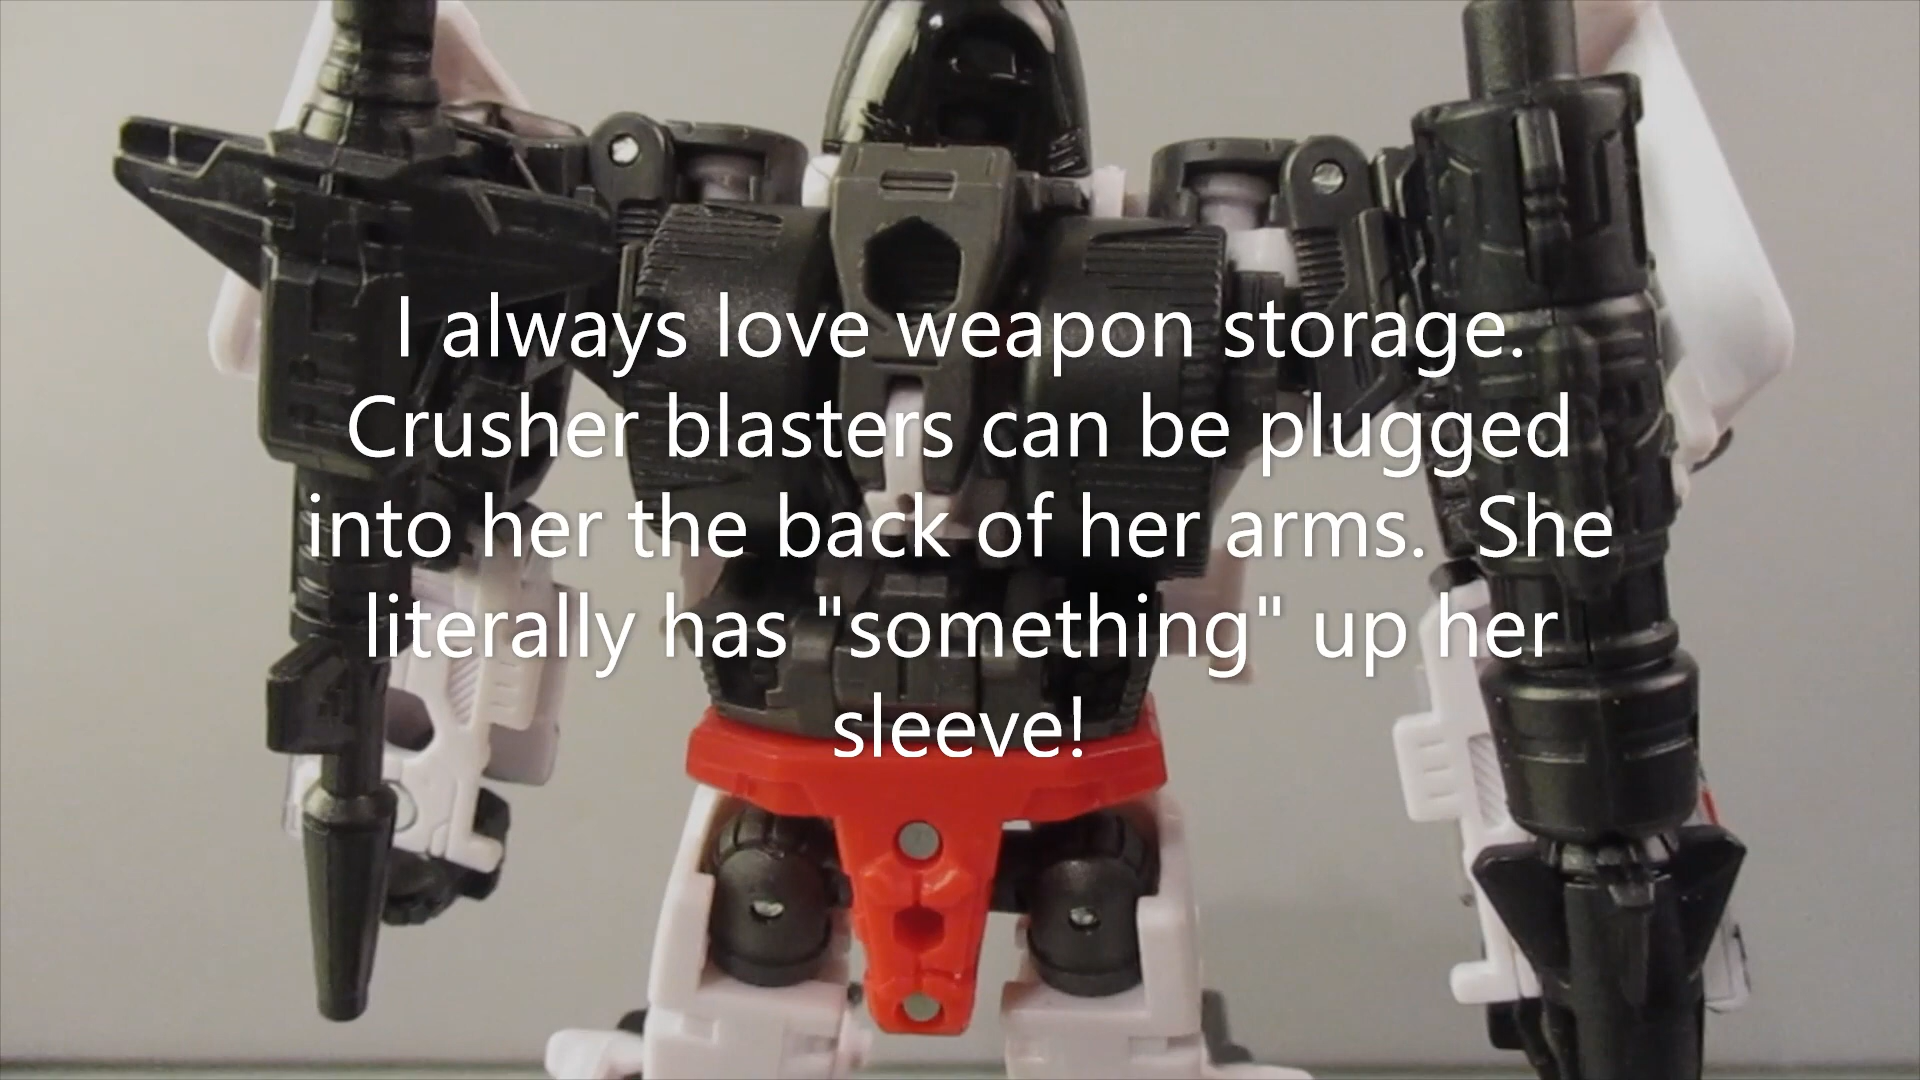 I always love weapon storage.
Crusher blasters can be plugged
into her the back of her arms.  She
literally has "something" up her
sleeve!